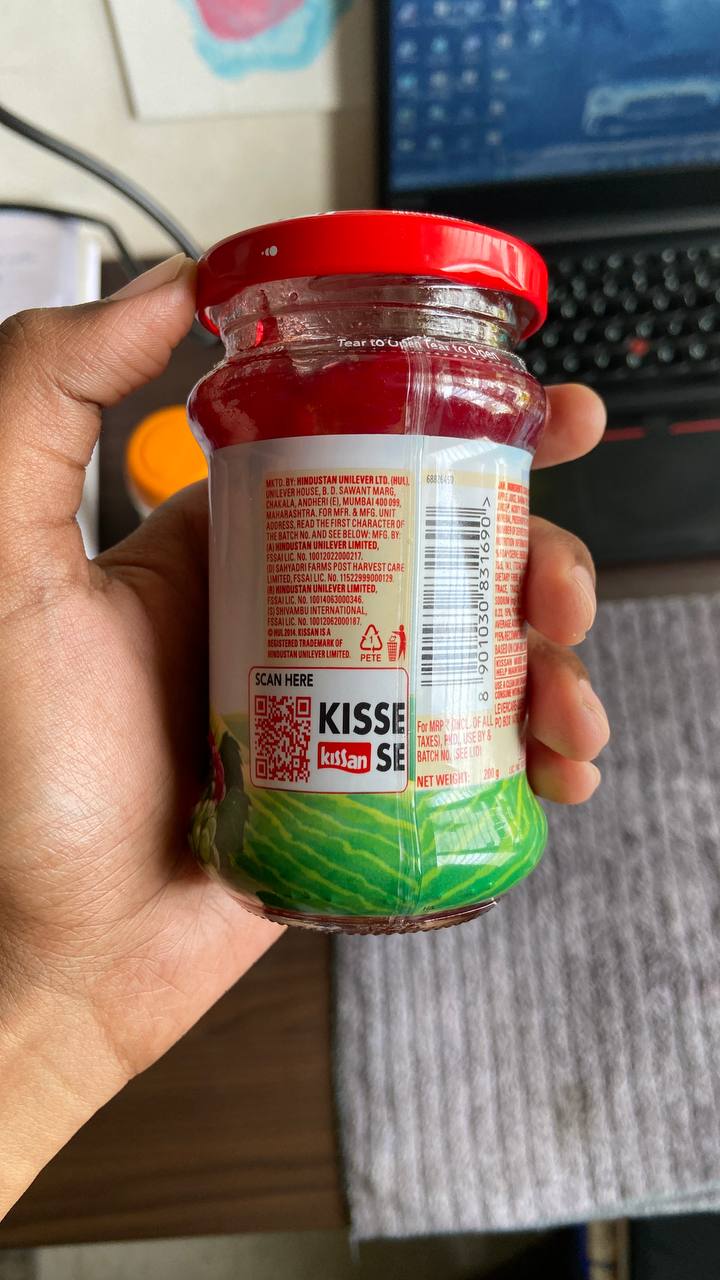 Tear to Open Tear to Open
MKTD. BY: HINDUSTAN UNILEVER LTD. (HUL),
UNILEVER HOUSE, B. D. SAWANT MARG,
CHAKALA, ANDHERI (E), MUMBAI 400 099,
MAHARASHTRA. FOR MFR. & MFG. UNIT
ADDRESS, READ THE FIRST CHARACTER OF
THE BATCH No. AND SEE BELOW: MFG. BY:
(A) HINDUSTAN UNILEVER LIMITED,
FSSAI LIC. No. 10012022000217.
(D) SAHYADRI FARMS POST HARVEST CARE
LIMITED, FSSAI LIC. No. 11522999000129.
(R) HINDUSTAN UNILEVER LIMITED,
FSSAI LIC. No. 10014063000346.
(S) SHIVAMBU INTERNATIONAL,
FSSAI LIC. No. 10012062000187.
© HUL 2014. KISSAN IS A
REGISTERED TRADEMARK OF
HINDUSTAN UNILEVER LIMITED.
1
PETE
SCAN HERE
KISSE
kissan SE
8 901030 831690 >
For MRP ₹ (INCL. OF ALL
TAXES), PKD, USE BY &
BATCH No. (SEE LID)
NET WEIGHT: 200 g